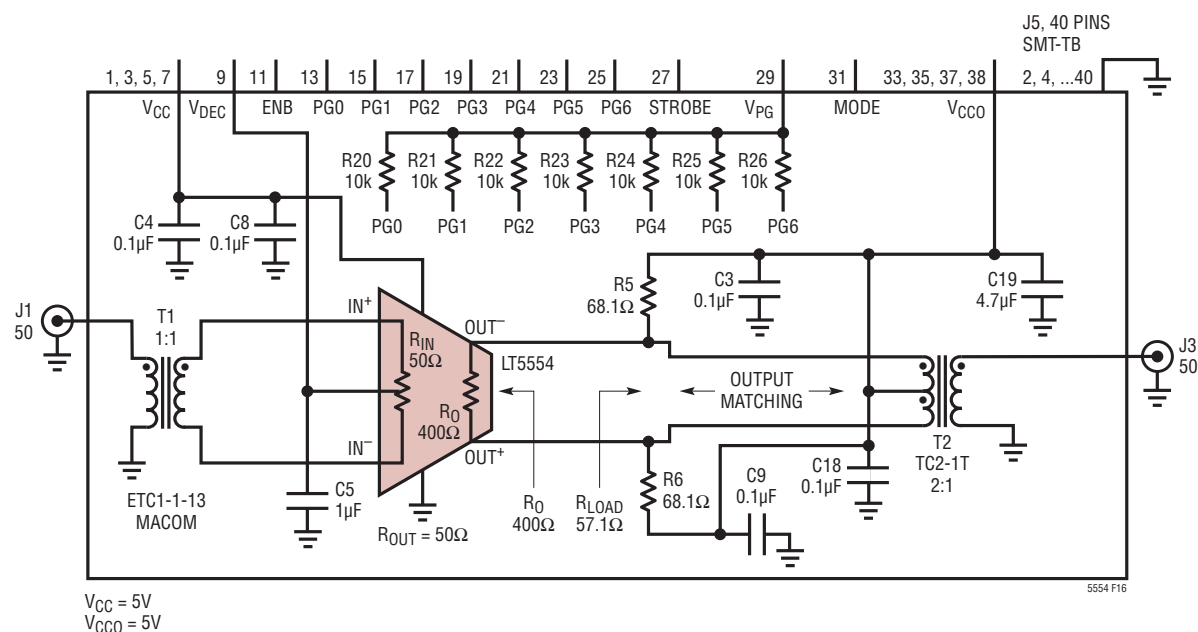 J5, 40 PINS
SMT-TB
1, 3, 5, 7
9
11
13
15
17
19
21
23
25
27
29
31
33, 35, 37, 38
2, 4, ...40
VCC
VDEC
ENB
PG0
PG1
PG2
PG3
PG4
PG5
PG6
STROBE
VPG
MODE
VCCO
R20
10k
R21
10k
R22
10k
R23
10k
R24
10k
R25
10k
R26
10k
PG0
PG1
PG2
PG3
PG4
PG5
PG6
C4
0.1µF
C8
0.1µF
R5
68.1Ω
C3
0.1µF
C19
4.7µF
J1
50
T1
1:1
IN+
RIN
50Ω
OUT−
LT5554
RO
400Ω
IN−
OUT+
OUTPUT
MATCHING
J3
50
T2
TC2-1T
2:1
ETC1-1-13
MACOM
C5
1µF
ROUT = 50Ω
RO
400Ω
RLOAD
57.1Ω
R6
68.1Ω
C9
0.1µF
C18
0.1µF
5554 F16
VCC = 5V
VCCO = 5V